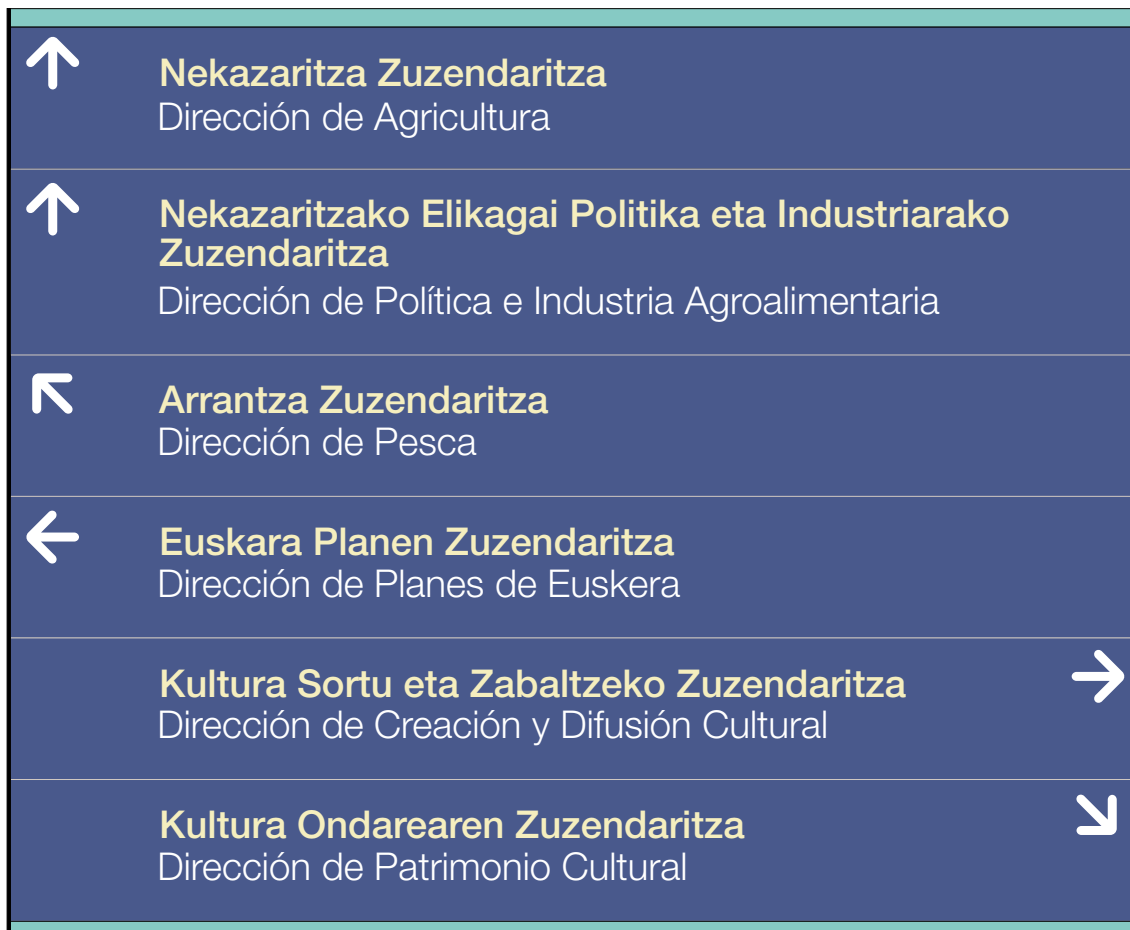 Nekazaritza Zuzendaritza
Dirección de Agricultura
Nekazaritzako Elikagai Politika eta Industriarako
Zuzendaritza
Dirección de Política e Industria Agroalimentaria
Arrantza Zuzendaritza
Dirección de Pesca
Euskara Planen Zuzendaritza
Dirección de Planes de Euskera
Kultura Sortu eta Zabaltzeko Zuzendaritza
Dirección de Creación y Difusión Cultural
Kultura Ondarearen Zuzendaritza
Dirección de Patrimonio Cultural